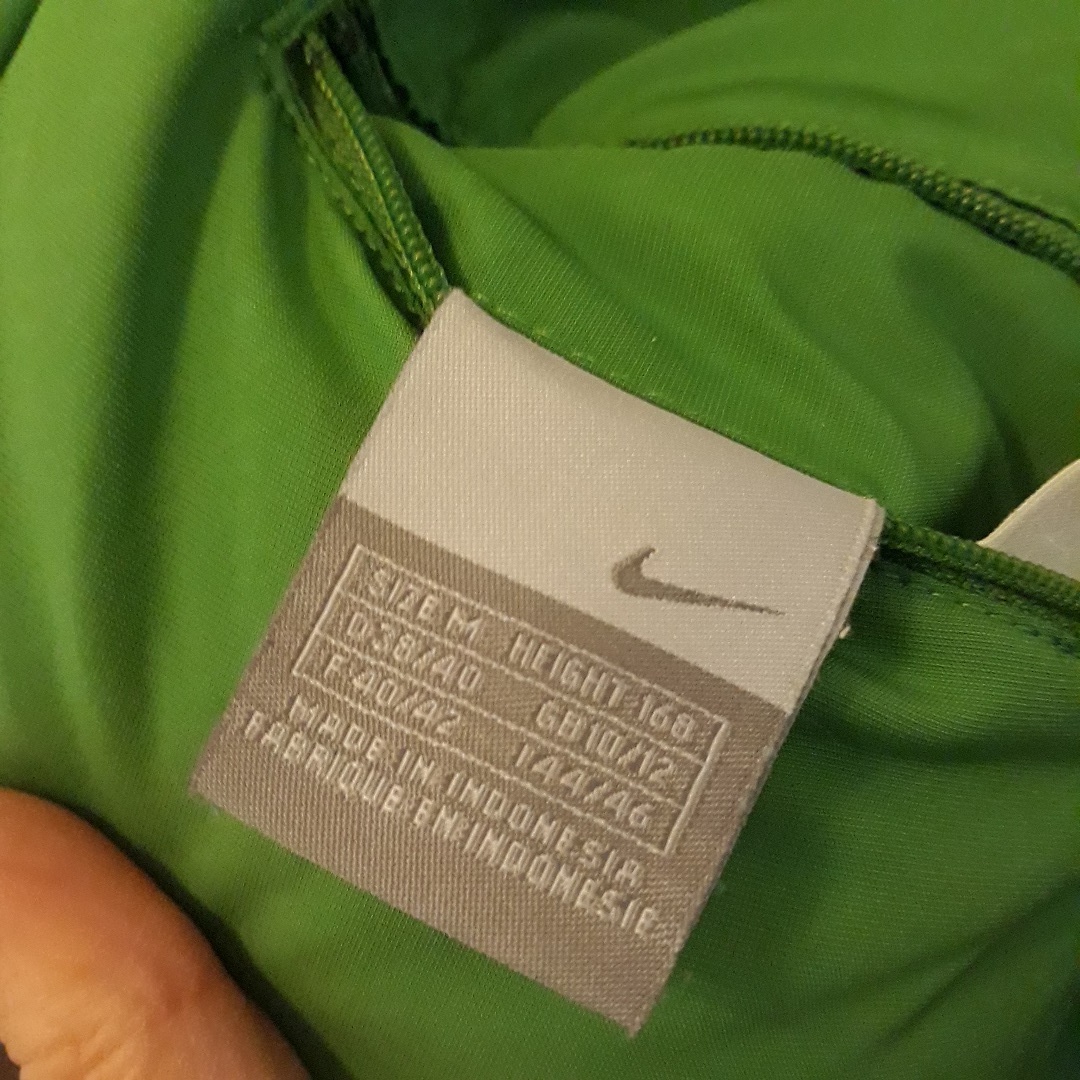 SIZE M HEIGHT 168
D 38/40 GB 10/12
F 40/42 I 44/46
MADE IN INDONESIA
FABRIQUE EN INDONESIE